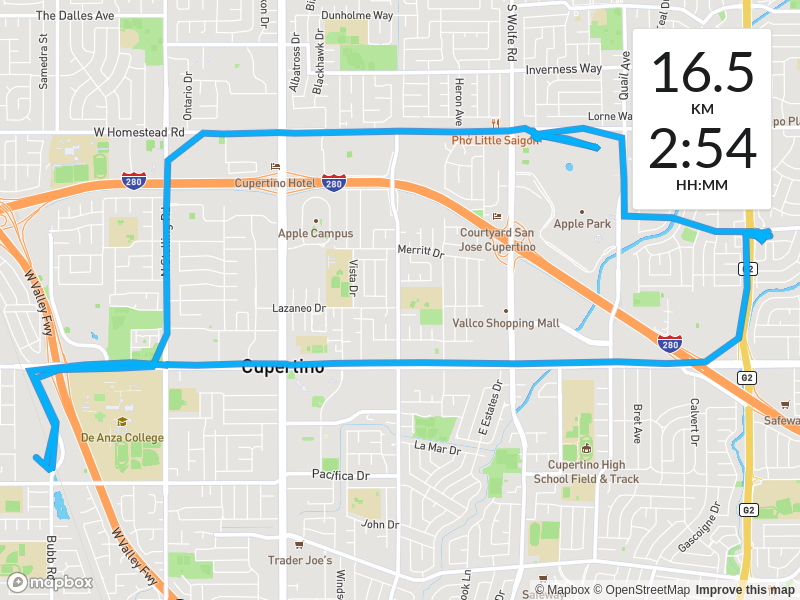 The Dalles Ave
Dunholme Way
S Wolfe Rd
Samedra St
Ontario Dr
Albatross Dr
Blackhawk Dr
Inverness Way
Quail Ave
Heron Ave
Lorne Wa
W Homestead Rd
Phở Little Saigon
16.5
KM
2:54
HH:MM
280
Cupertino Hotel
280
Apple Campus
Courtyard San
Jose Cupertino
Apple Park
Merritt Dr
G2
W Valley Fwy
Vista Dr
Lazaneo Dr
Vallco Shopping Mall
280
Cupertino
G2
De Anza College
E Estates Dr
Bret Ave
Calvert Dr
Safeway
La Mar Dr
Cupertino High
School Field & Track
Pacifica Dr
John Dr
G2
Gascoigne Dr
W Valley Fwy
Bubb Rd
Trader Joe's
Safeway
mapbox
© Mapbox © OpenStreetMap Improve this map